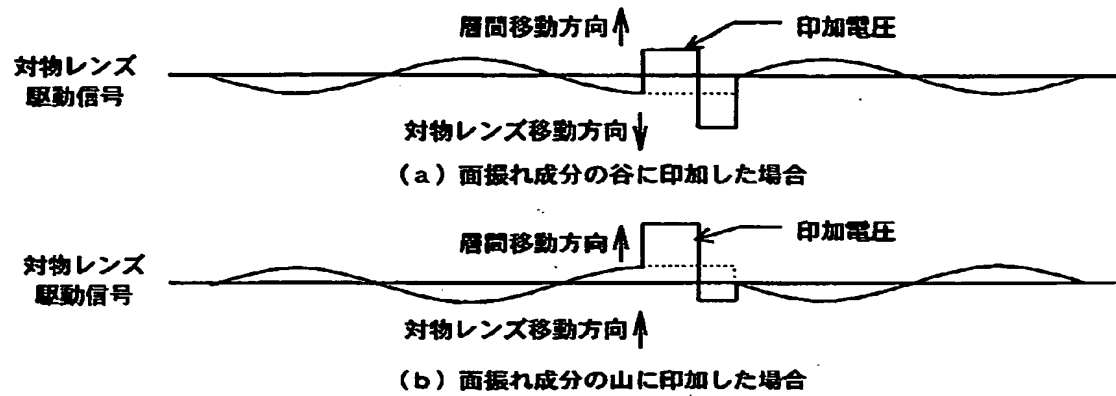 層間移動方向
印加電圧
対物レンズ
駆動信号
対物レンズ移動方向
(a)面振れ成分の谷に印加した場合
層間移動方向
印加電圧
対物レンズ
駆動信号
対物レンズ移動方向
(b)面振れ成分の山に印加した場合